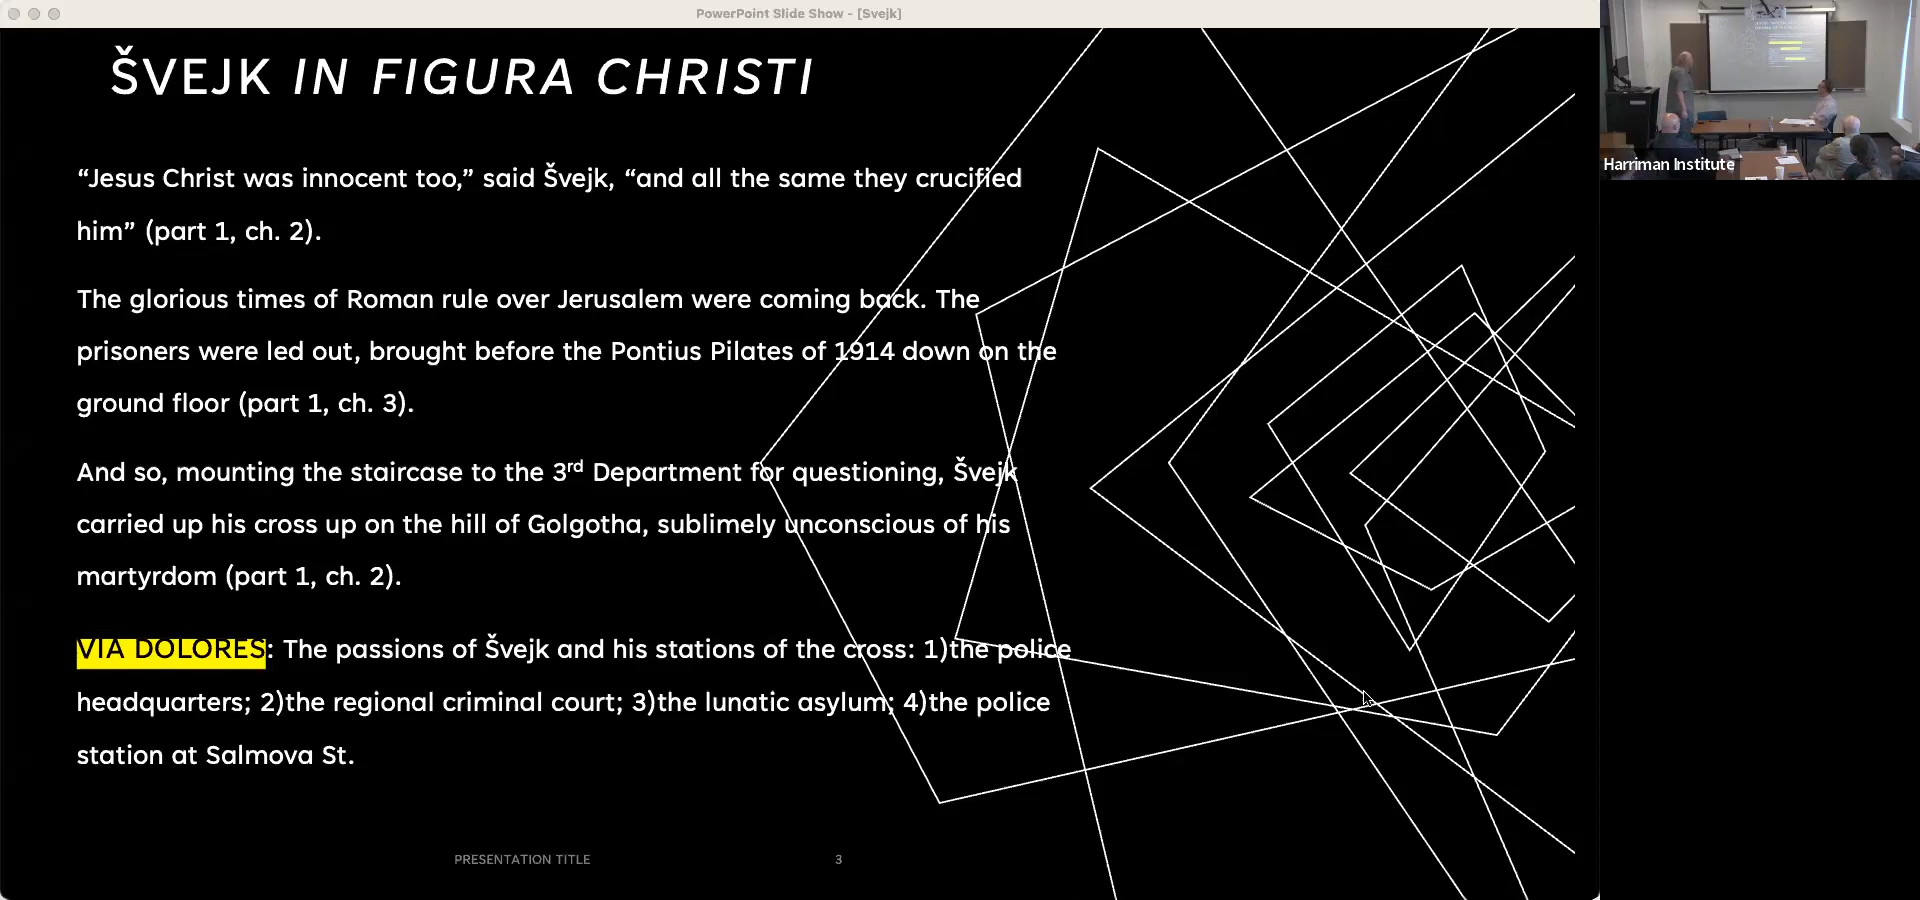 PowerPoint Slide Show - [Svejk]
ŠVEJK IN FIGURA CHRISTI
“Jesus Christ was innocent too,” said Švejk, “and all the same they crucified
him” (part 1, ch. 2).
The glorious times of Roman rule over Jerusalem were coming back. The
prisoners were led out, brought before the Pontius Pilates of 1914 down on the
ground floor (part 1, ch. 3).
And so, mounting the staircase to the 3rd Department for questioning, Švejk
carried up his cross up on the hill of Golgotha, sublimely unconscious of his
martyrdom (part 1, ch. 2).
VIA DOLORES: The passions of Švejk and his stations of the cross: 1)the police
headquarters; 2)the regional criminal court; 3)the lunatic asylum; 4)the police
station at Salmova St.
PRESENTATION TITLE 3
Harriman Institute